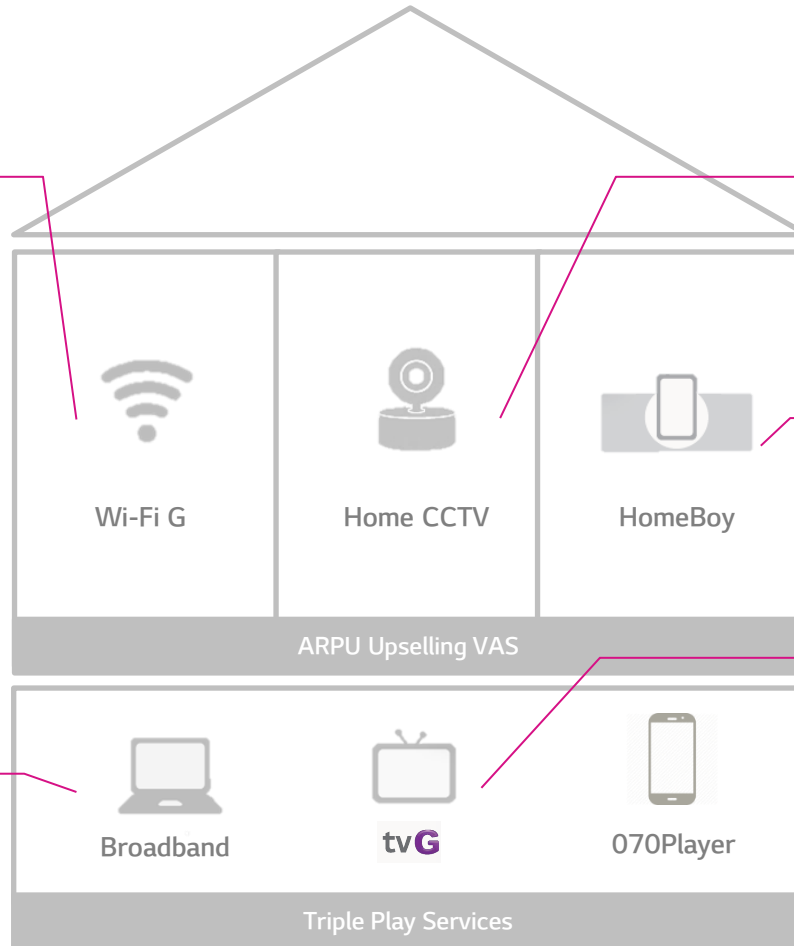 Wi-Fi G
Home CCTV
HomeBoy
ARPU Upselling VAS
Broadband
tvG
070Player
Triple Play Services